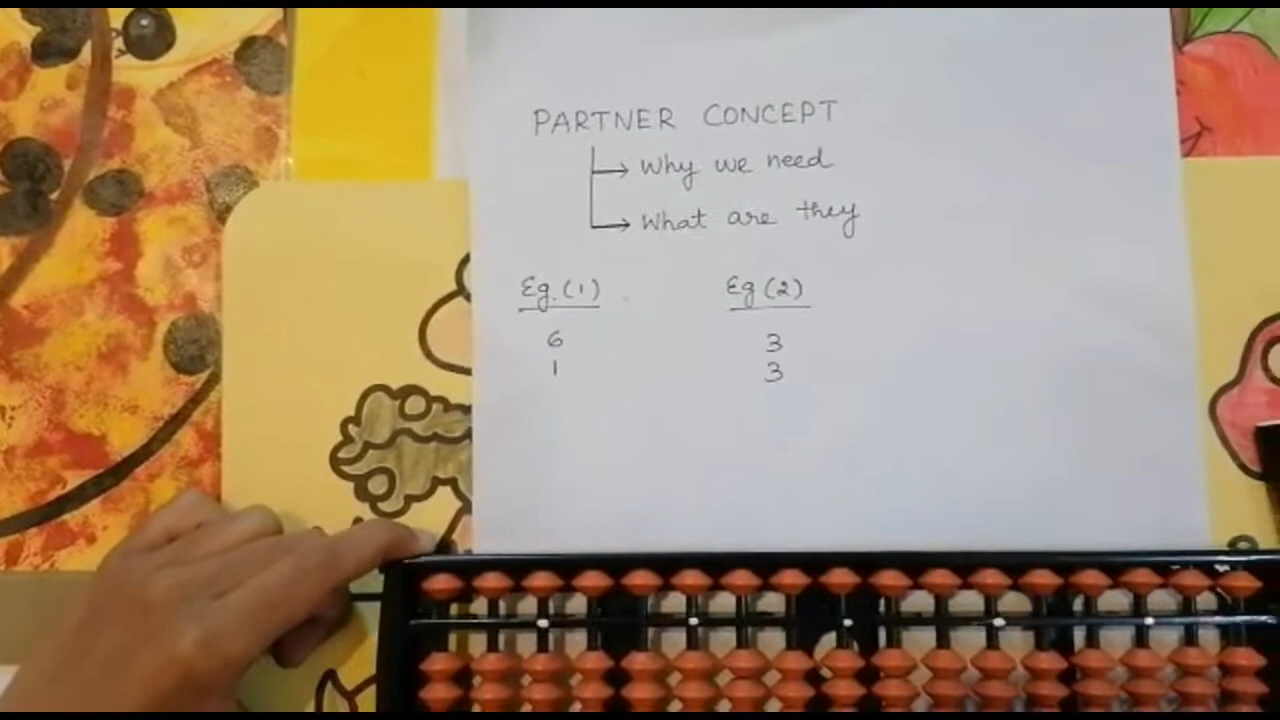 PARTNER CONCEPT
Why we need
What are they
Eg.(1) Eg(2)
6 3
1 3